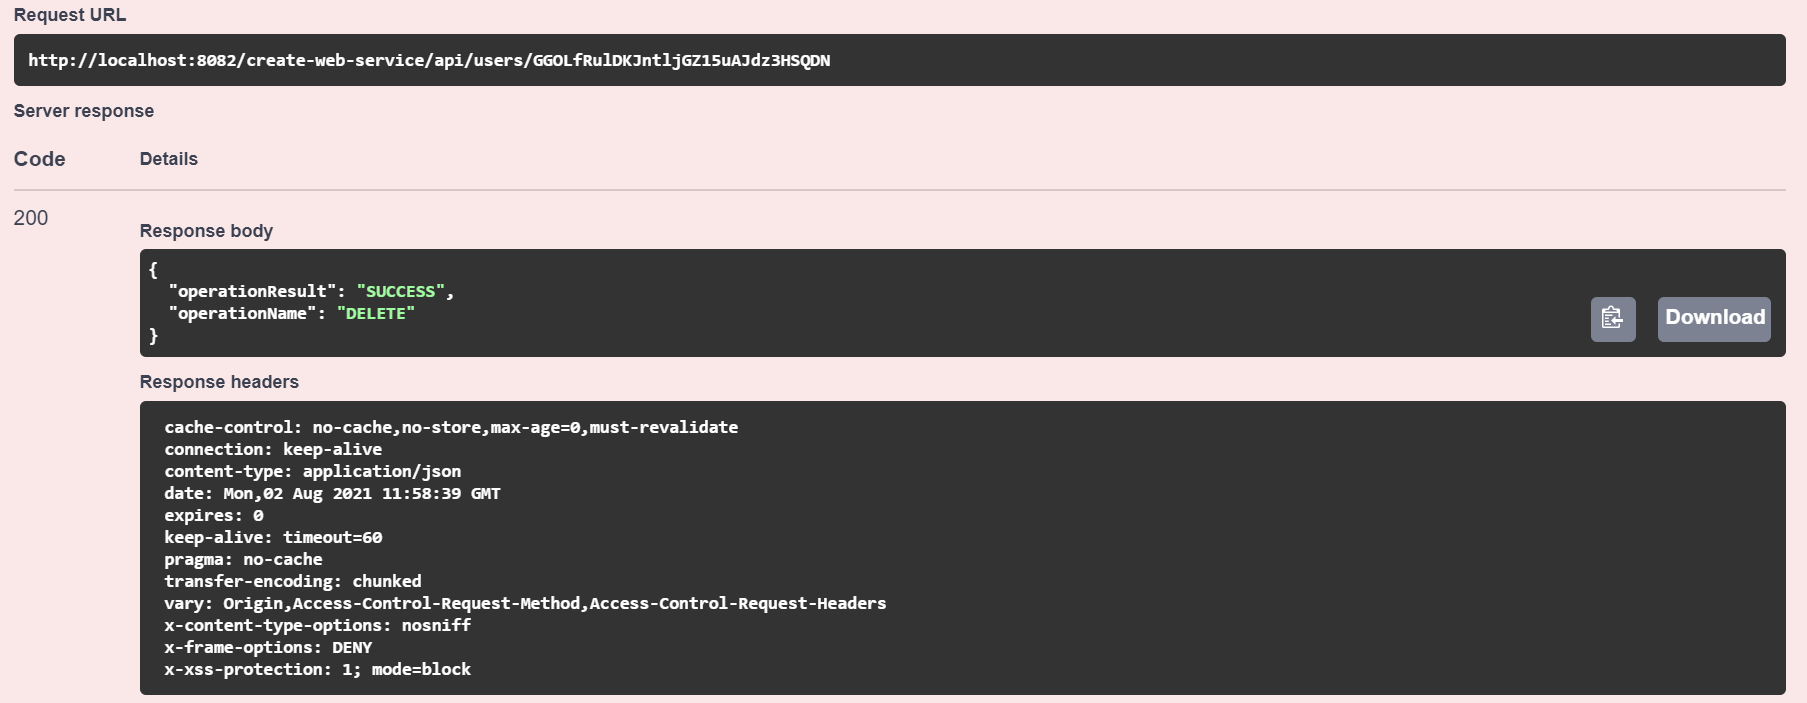 Request URL
http://localhost:8082/create-web-service/api/users/GGOLfRulDKJntljGZ15uAJdz3HSQDN
Server response
Code Details
200
Response body
{
"operationResult": "SUCCESS",
"operationName": "DELETE"
}
Download
Response headers
cache-control: no-cache,no-store,max-age=0,must-revalidate
connection: keep-alive
content-type: application/json
date: Mon,02 Aug 2021 11:58:39 GMT
expires: 0
keep-alive: timeout=60
pragma: no-cache
transfer-encoding: chunked
vary: Origin,Access-Control-Request-Method,Access-Control-Request-Headers
x-content-type-options: nosniff
x-frame-options: DENY
x-xss-protection: 1; mode=block